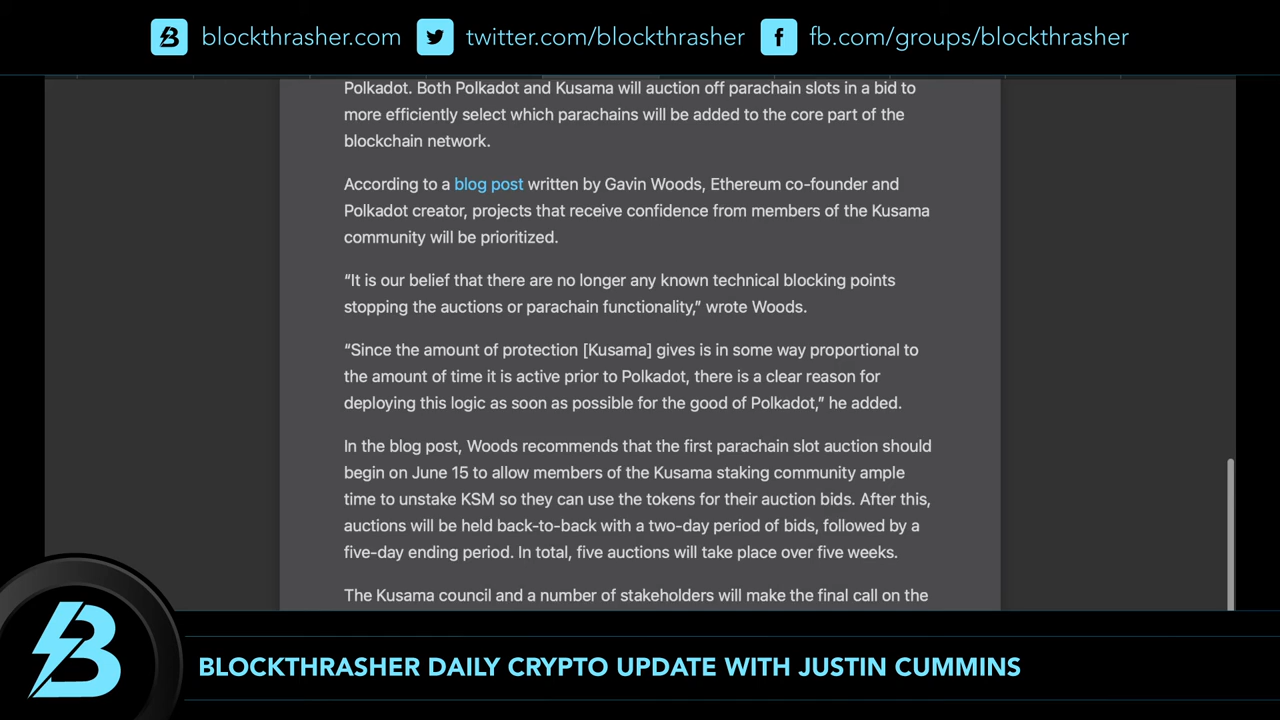 blockthrasher.com
twitter.com/blockthrasher
fb.com/groups/blockthrasher
Polkadot. Both Polkadot and Kusama will auction off parachain slots in a bid to
more efficiently select which parachains will be added to the core part of the
blockchain network.
According to a blog post written by Gavin Woods, Ethereum co-founder and
Polkadot creator, projects that receive confidence from members of the Kusama
community will be prioritized.
“It is our belief that there are no longer any known technical blocking points
stopping the auctions or parachain functionality,” wrote Woods.
“Since the amount of protection [Kusama] gives is in some way proportional to
the amount of time it is active prior to Polkadot, there is a clear reason for
deploying this logic as soon as possible for the good of Polkadot,” he added.
In the blog post, Woods recommends that the first parachain slot auction should
begin on June 15 to allow members of the Kusama staking community ample
time to unstake KSM so they can use the tokens for their auction bids. After this,
auctions will be held back-to-back with a two-day period of bids, followed by a
five-day ending period. In total, five auctions will take place over five weeks.
The Kusama council and a number of stakeholders will make the final call on the
B
BLOCKTHRASHER DAILY CRYPTO UPDATE WITH JUSTIN CUMMINS